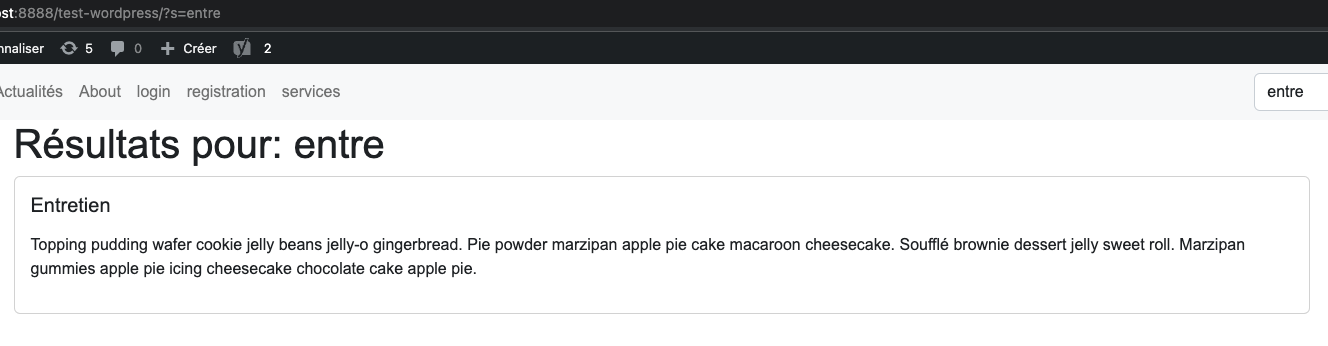 ost:8888/test-wordpress/?s=entre
nnaliser 5 0 Créer 2
Actualités About login registration services entre
Résultats pour: entre
Entretien
Topping pudding wafer cookie jelly beans jelly-o gingerbread. Pie powder marzipan apple pie cake macaroon cheesecake. Soufflé brownie dessert jelly sweet roll. Marzipan
gummies apple pie icing cheesecake chocolate cake apple pie.